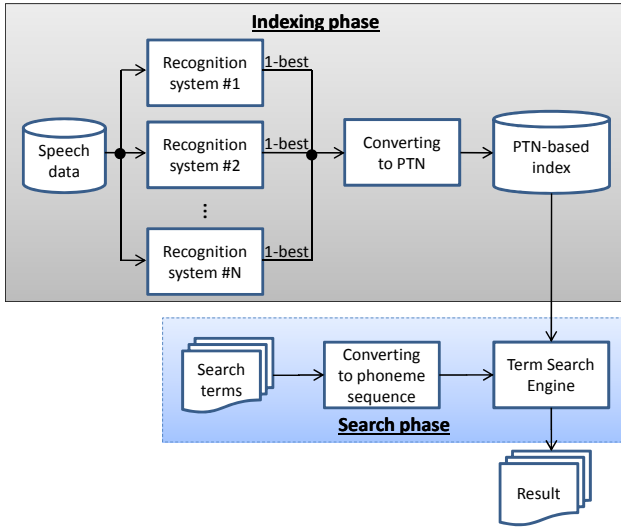 Indexing phase
Recognition
system #1
1-best
Speech
data
Recognition
system #2
1-best
Converting
to PTN
PTN-based
index
...
Recognition
system #N
1-best
Search
terms
Converting
to phoneme
sequence
Term Search
Engine
Search phase
Result